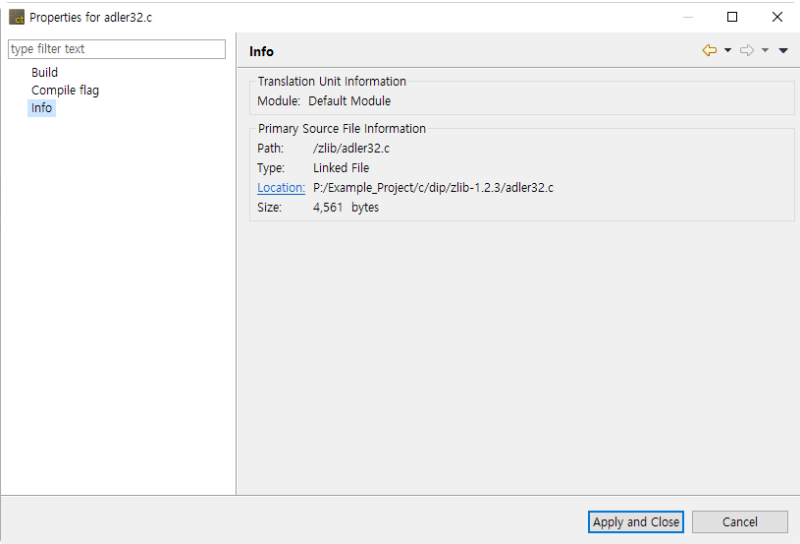 Properties for adler32.c
type filter text
Build
Compile flag
Info
Info
Translation Unit Information
Module: Default Module
Primary Source File Information
Path: /zlib/adler32.c
Type: Linked File
Location: P:/Example_Project/c/dip/zlib-1.2.3/adler32.c
Size: 4,561 bytes
Apply and Close
Cancel